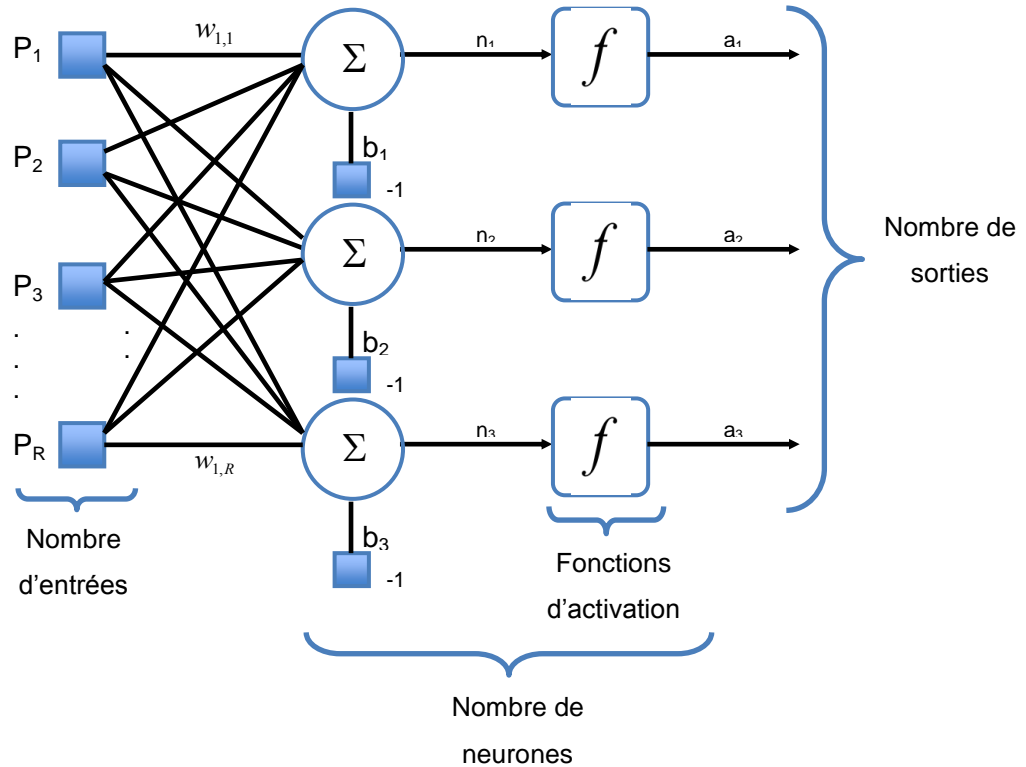 P₁
w₁,₁
Σ
n₁
f
a₁
P₂
b₁
-1
Σ
n₂
f
a₂
Nombre de
sorties
P₃
.
.
.
.
:
b₂
-1
P_R
w₁,R
Σ
n₃
f
a₃
Nombre
d'entrées
b₃
-1
Fonctions
d'activation
Nombre de
neurones